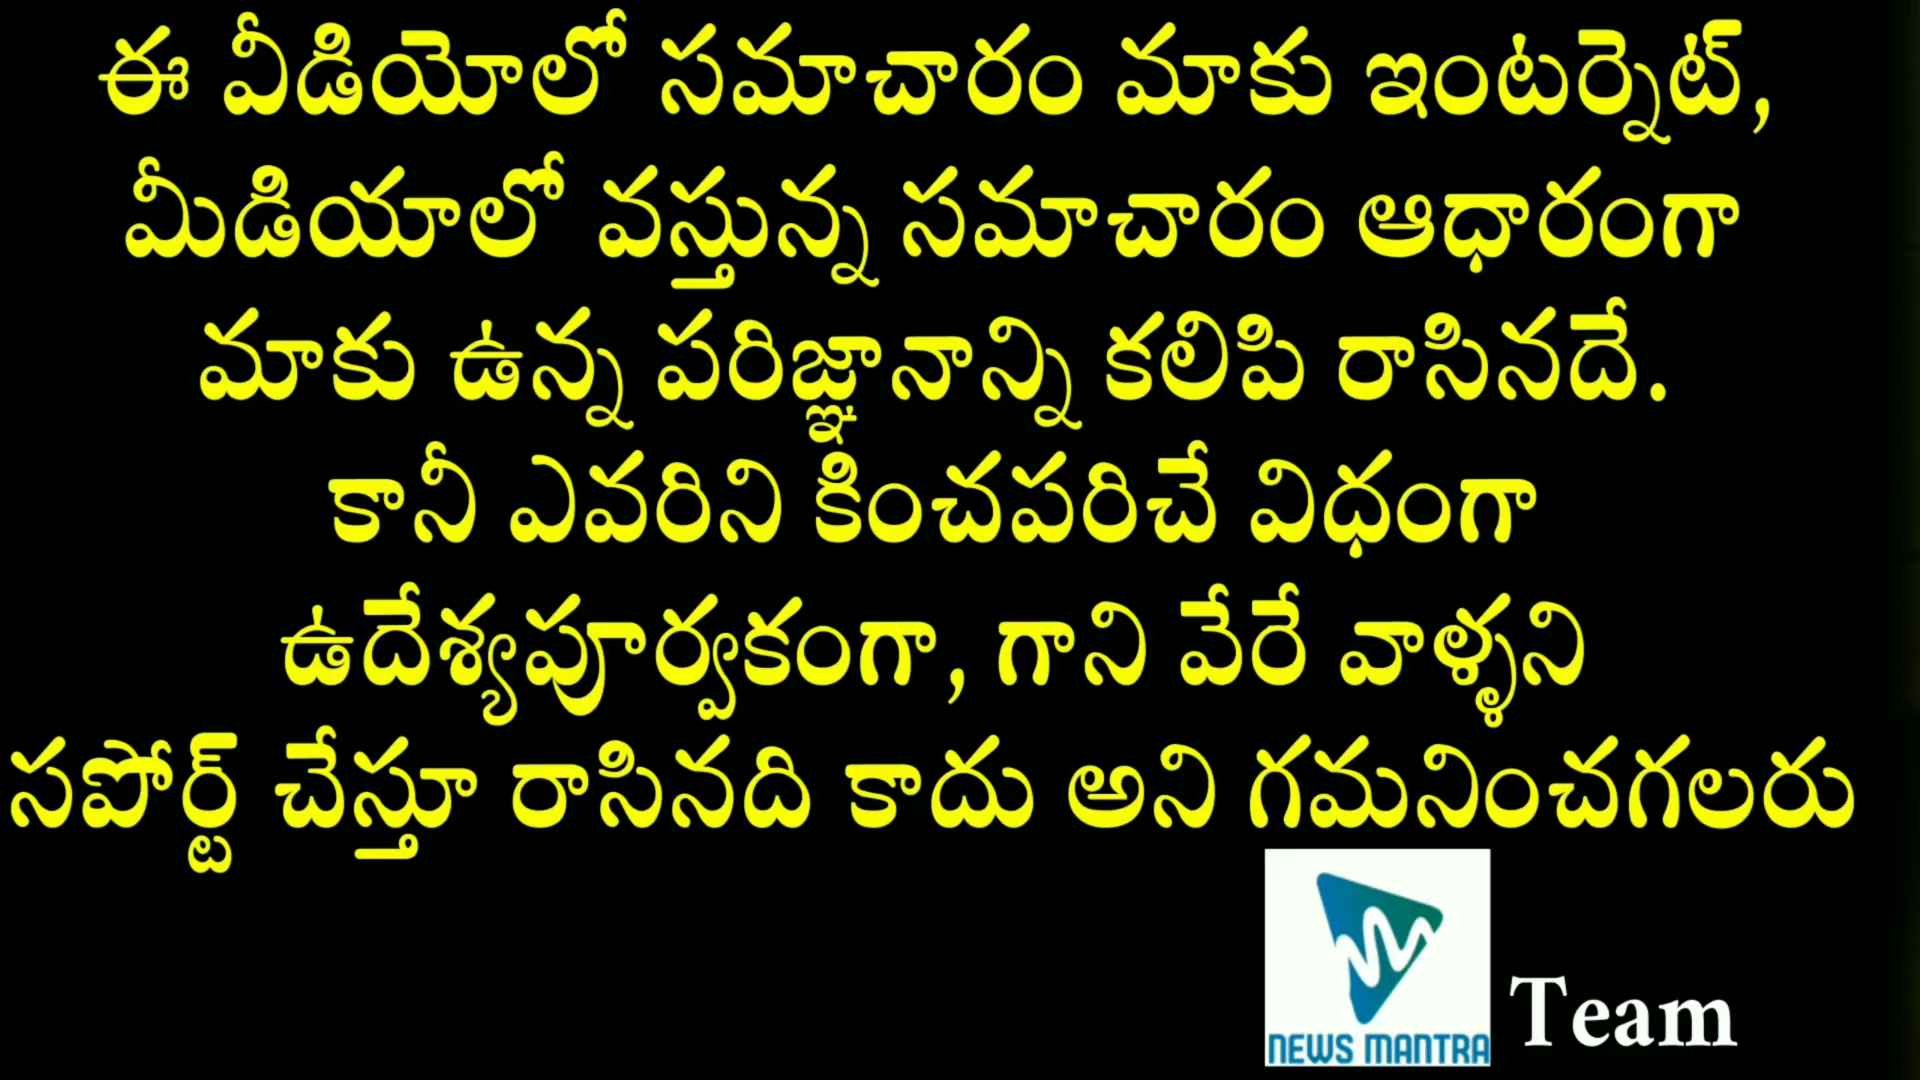 ఈ వీడియోలో సమాచారం మాకు ఇంటర్నెట్,
మీడియాలో వస్తున్న సమాచారం ఆధారంగా
మాకు ఉన్న పరిజ్ఞానాన్ని కలిపి రాసినదే.
కానీ ఎవరిని కించపరిచే విధంగా
ఉదేశ్యపూర్వకంగా, గాని వేరే వాళ్ళని
సపోర్ట్ చేస్తూ రాసినది కాదు అని గమనించగలరు
NEWS MANTRA Team